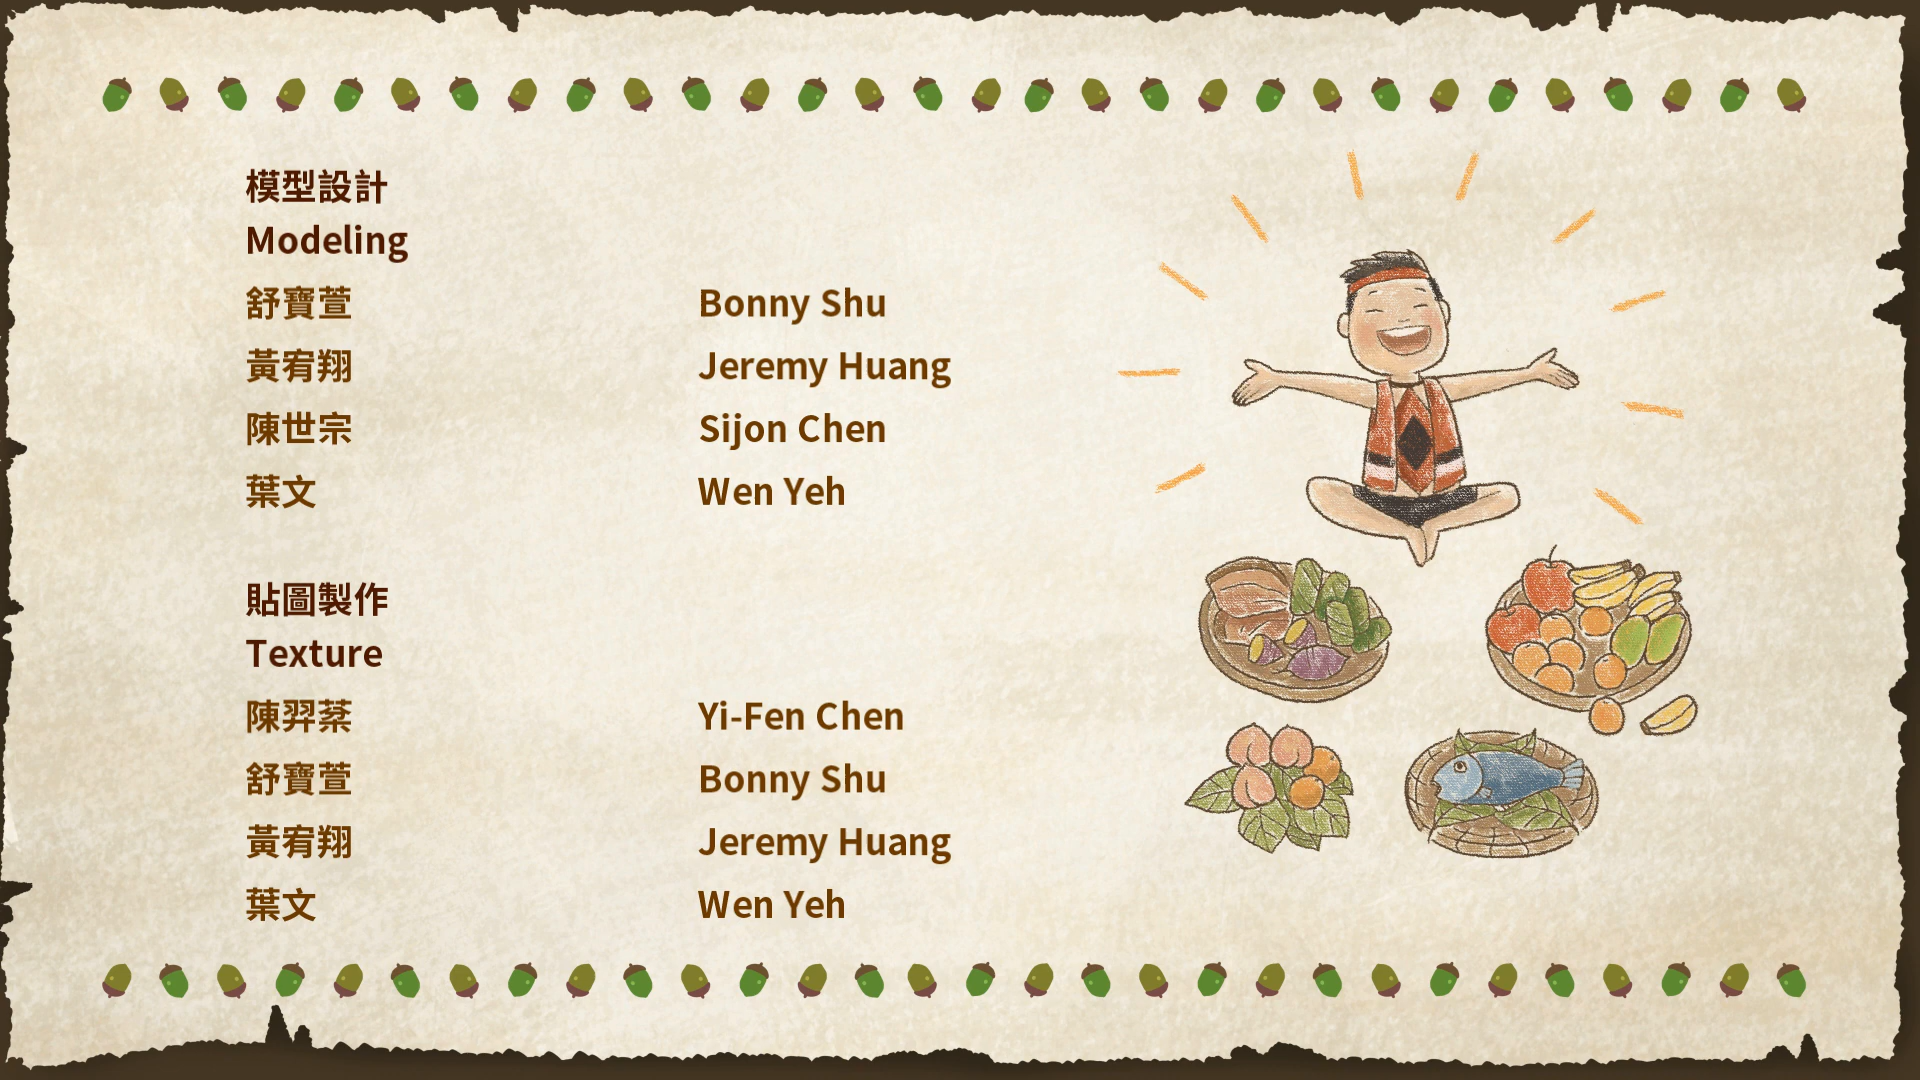 模型設計
Modeling
舒寶萱 Bonny Shu
黃宥翔 Jeremy Huang
陳世宗 Sijon Chen
葉文 Wen Yeh
貼圖製作
Texture
陳羿棻 Yi-Fen Chen
舒寶萱 Bonny Shu
黃宥翔 Jeremy Huang
葉文 Wen Yeh